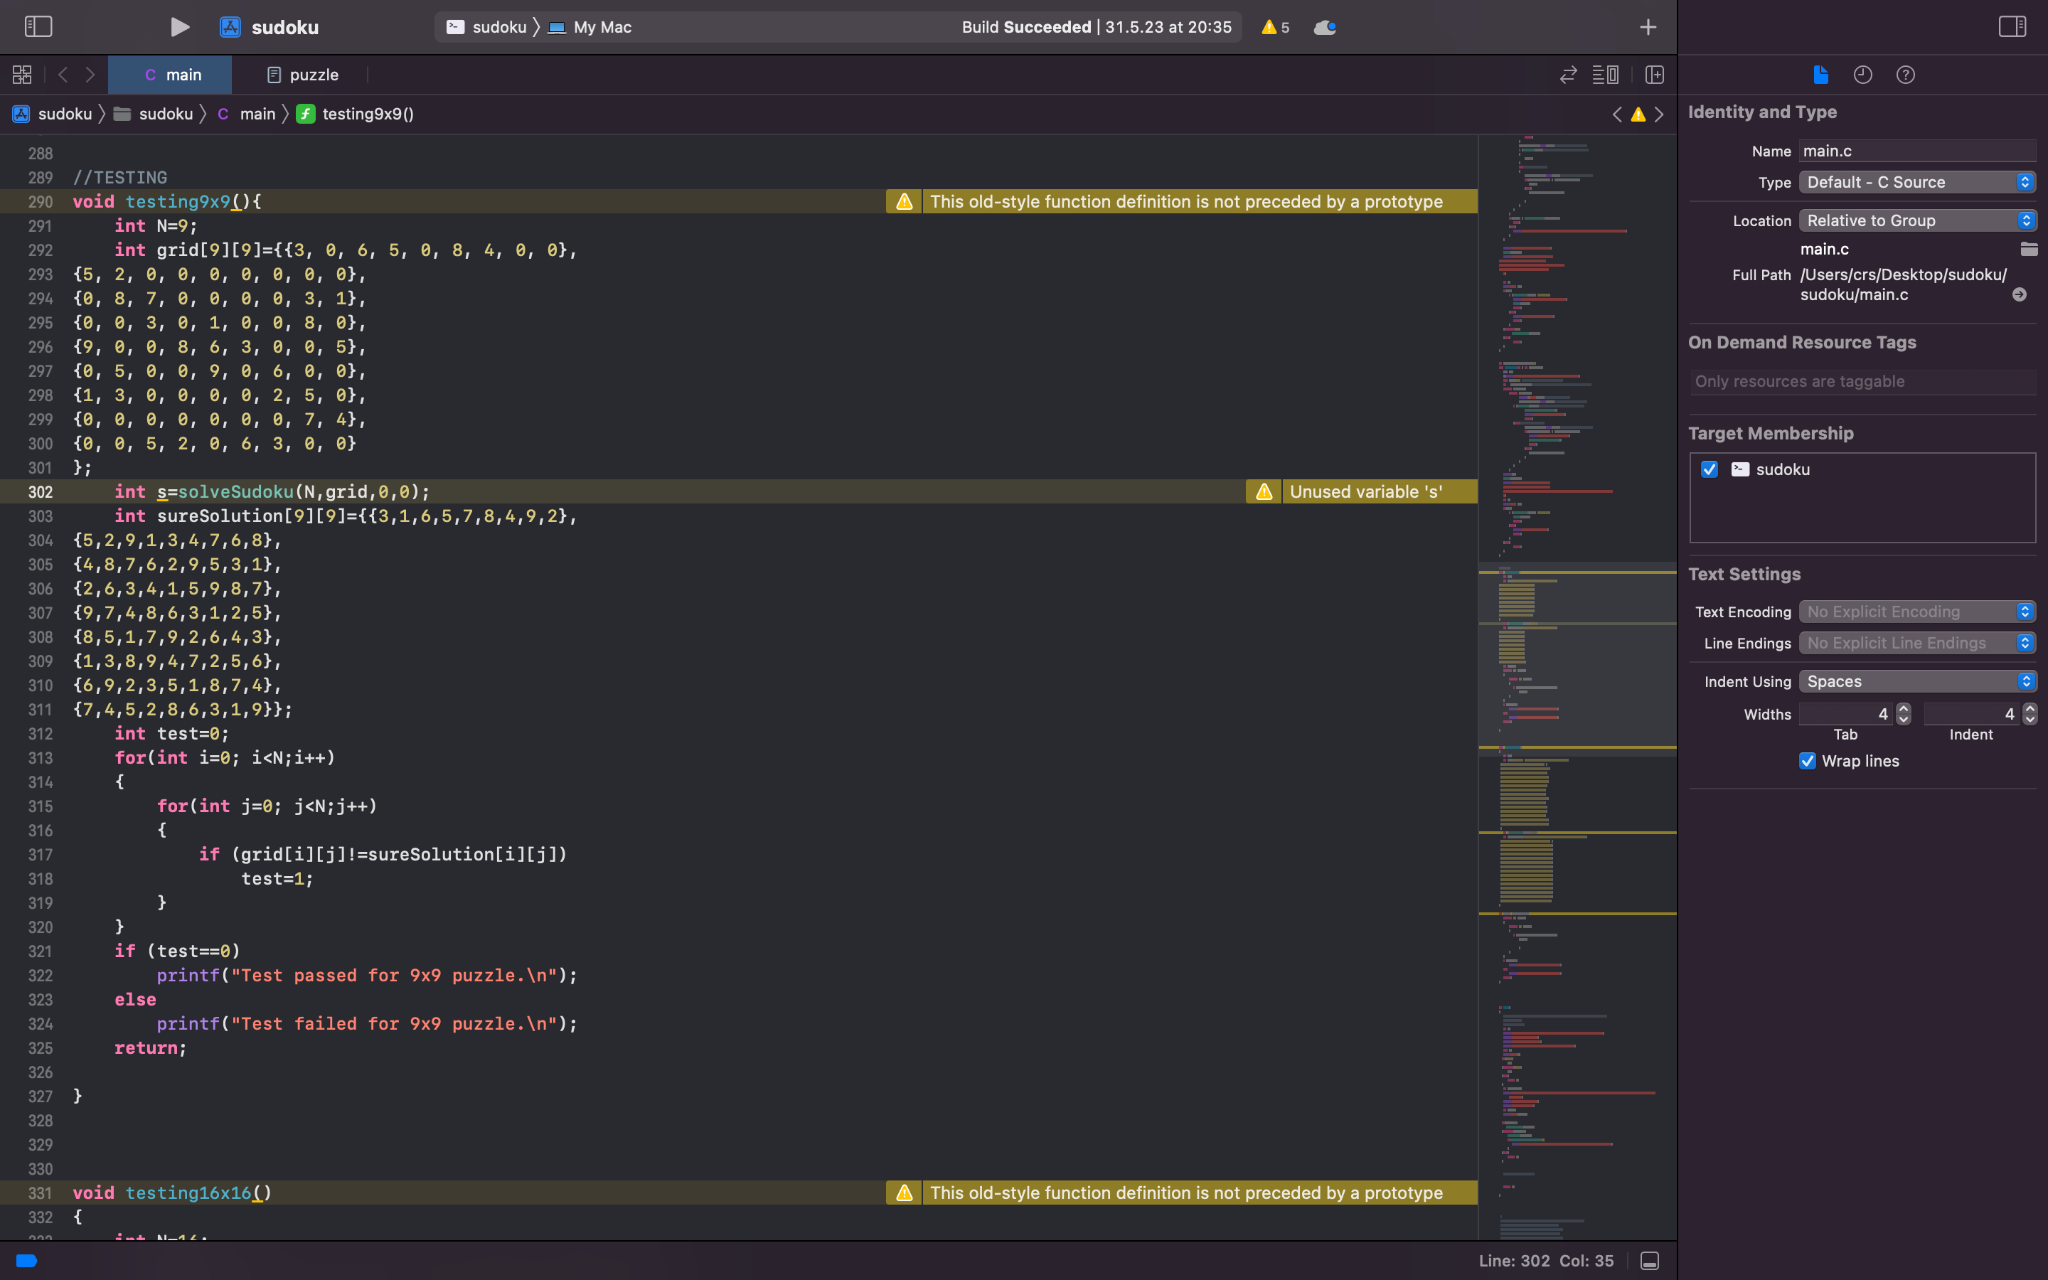 sudoku
sudoku 〉 My Mac
Build Succeeded | 31.5.23 at 20:35
5
C main
puzzle
sudoku 〉 sudoku 〉 C main 〉 f testing9x9()
288
289 //TESTING
290 void testing9x9(){
This old-style function definition is not preceded by a prototype
291     int N=9;
292     int grid[9][9]={{3, 0, 6, 5, 0, 8, 4, 0, 0},
293 {5, 2, 0, 0, 0, 0, 0, 0, 0},
294 {0, 8, 7, 0, 0, 0, 0, 3, 1},
295 {0, 0, 3, 0, 1, 0, 0, 8, 0},
296 {9, 0, 0, 8, 6, 3, 0, 0, 5},
297 {0, 5, 0, 0, 9, 0, 6, 0, 0},
298 {1, 3, 0, 0, 0, 0, 2, 5, 0},
299 {0, 0, 0, 0, 0, 0, 0, 7, 4},
300 {0, 0, 5, 2, 0, 6, 3, 0, 0}
301 };
302     int s=solveSudoku(N,grid,0,0);
Unused variable 's'
303     int sureSolution[9][9]={{3,1,6,5,7,8,4,9,2},
304 {5,2,9,1,3,4,7,6,8},
305 {4,8,7,6,2,9,5,3,1},
306 {2,6,3,4,1,5,9,8,7},
307 {9,7,4,8,6,3,1,2,5},
308 {8,5,1,7,9,2,6,4,3},
309 {1,3,8,9,4,7,2,5,6},
310 {6,9,2,3,5,1,8,7,4},
311 {7,4,5,2,8,6,3,1,9}};
312     int test=0;
313     for(int i=0; i<N;i++)
314     {
315         for(int j=0; j<N;j++)
316         {
317             if (grid[i][j]!=sureSolution[i][j])
318                 test=1;
319         }
320     }
321     if (test==0)
322         printf("Test passed for 9x9 puzzle.\n");
323     else
324         printf("Test failed for 9x9 puzzle.\n");
325     return;
326
327 }
328
329
330
331 void testing16x16()
This old-style function definition is not preceded by a prototype
332 {
333     int N=16;
Line: 302 Col: 35
Identity and Type
Name main.c
Type Default - C Source
Location Relative to Group
main.c
Full Path /Users/crs/Desktop/sudoku/
sudoku/main.c
On Demand Resource Tags
Only resources are taggable
Target Membership
sudoku
Text Settings
Text Encoding No Explicit Encoding
Line Endings No Explicit Line Endings
Indent Using Spaces
Widths 4 4
Tab Indent
Wrap lines